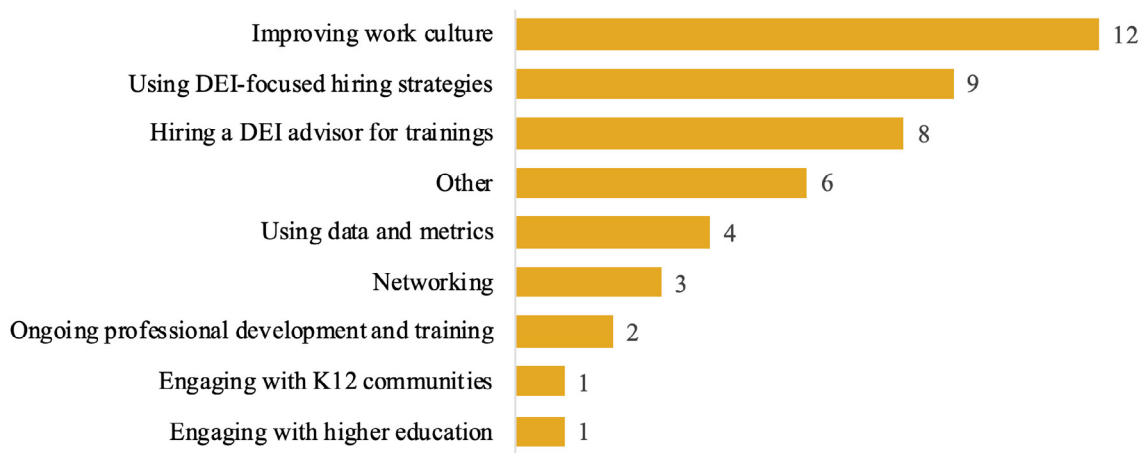 Improving work culture 12
Using DEI-focused hiring strategies 9
Hiring a DEI advisor for trainings 8
Other 6
Using data and metrics 4
Networking 3
Ongoing professional development and training 2
Engaging with K12 communities 1
Engaging with higher education 1